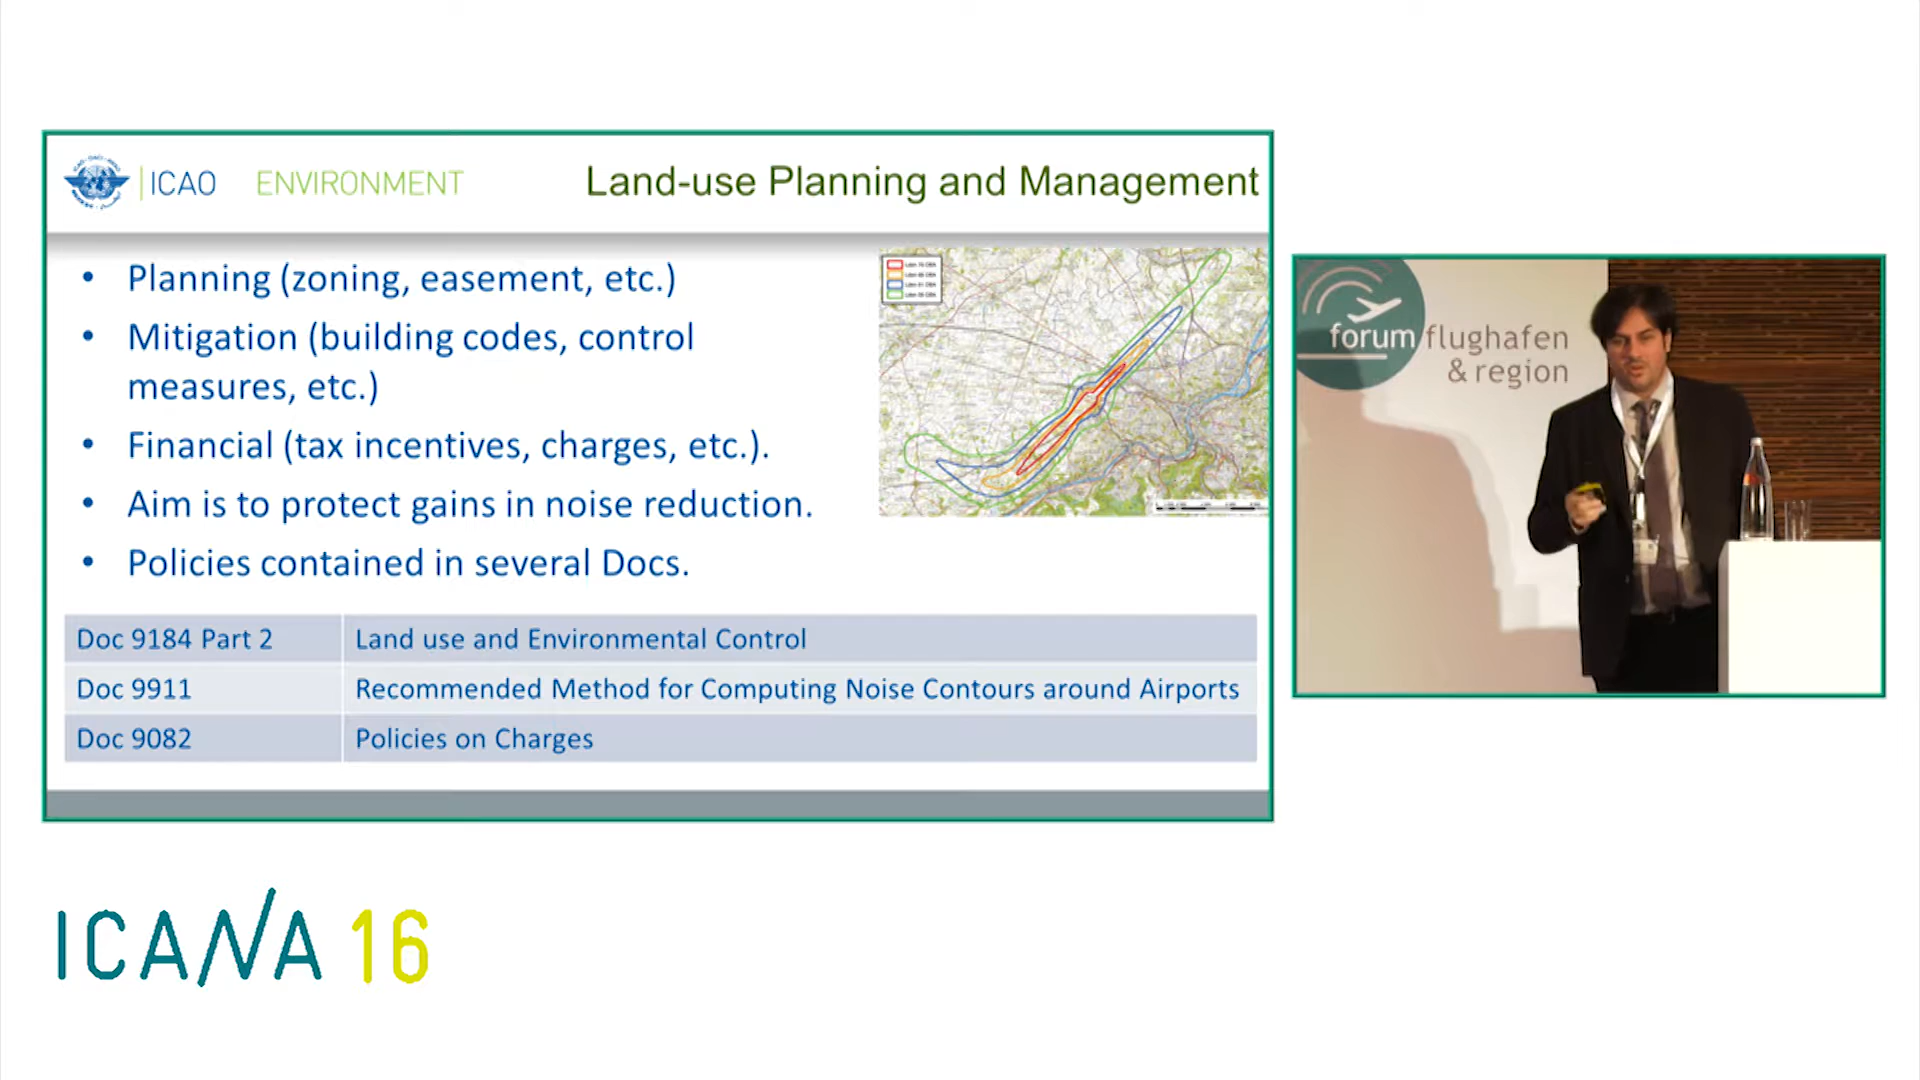 ICAO ENVIRONMENT
Land-use Planning and Management
• Planning (zoning, easement, etc.)
• Mitigation (building codes, control
measures, etc.)
• Financial (tax incentives, charges, etc.).
• Aim is to protect gains in noise reduction.
• Policies contained in several Docs.
Doc 9184 Part 2 Land use and Environmental Control
Doc 9911 Recommended Method for Computing Noise Contours around Airports
Doc 9082 Policies on Charges
forum flughafen
& region
ICANA 16